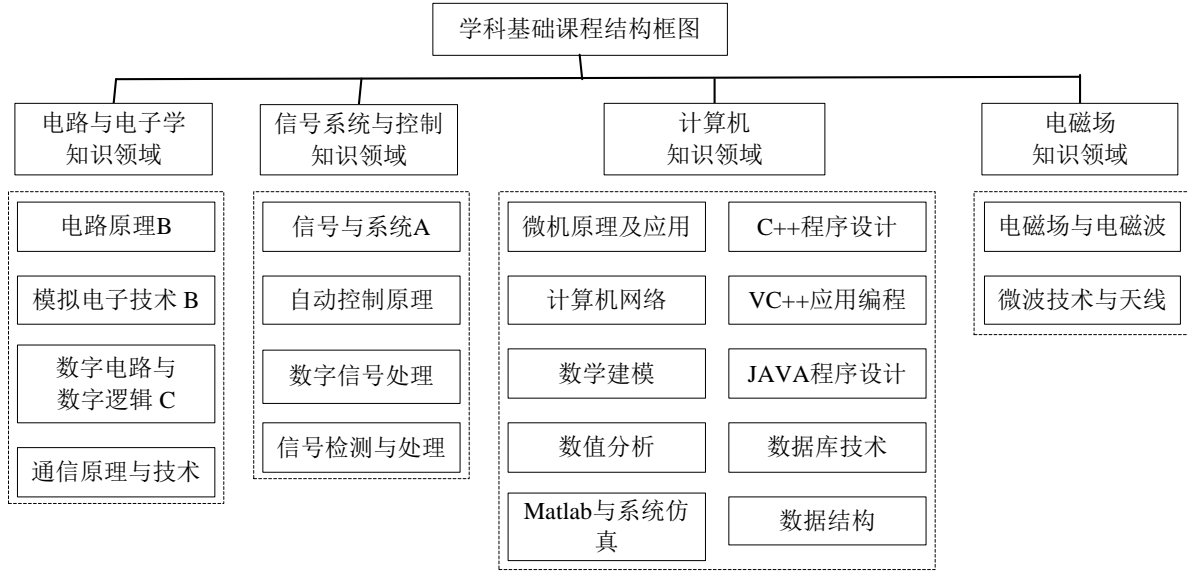 学科基础课程结构框图
电路与电子学
知识领域
信号系统与控制
知识领域
计算机
知识领域
电磁场
知识领域
电路原理B
模拟电子技术 B
数字电路与
数字逻辑 C
通信原理与技术
信号与系统A
自动控制原理
数字信号处理
信号检测与处理
微机原理及应用
C++程序设计
计算机网络
VC++应用编程
数学建模
JAVA程序设计
数值分析
数据库技术
Matlab与系统仿
真
数据结构
电磁场与电磁波
微波技术与天线